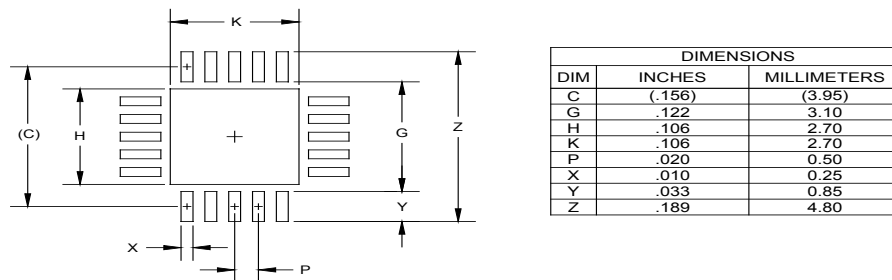 K
(C)
H
G
Z
Y
X
P
DIMENSIONS
DIM INCHES MILLIMETERS
C (.156) (3.95)
G .122 3.10
H .106 2.70
K .106 2.70
P .020 0.50
X .010 0.25
Y .033 0.85
Z .189 4.80